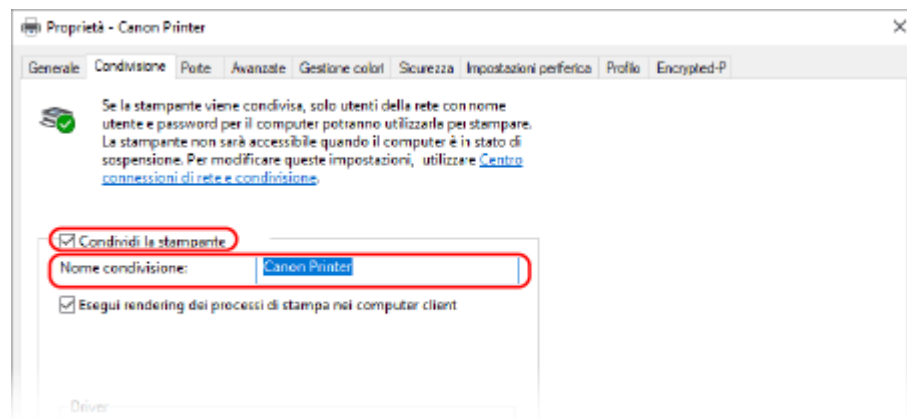 Proprietà - Canon Printer
Generale Condivisione Porte Avanzate Gestione colori Sicurezza Impostazioni periferica Profilo Encrypted-P
Se la stampante viene condivisa, solo utenti della rete con nome
utente e password per il computer potranno utilizzarla per stampare.
La stampante non sarà accessibile quando il computer è in stato di
sospensione. Per modificare queste impostazioni, utilizzare Centro
connessioni di rete e condivisione.
Condividi la stampante
Nome condivisione: Canon Printer
Esegui rendering dei processi di stampa nei computer client
Driver